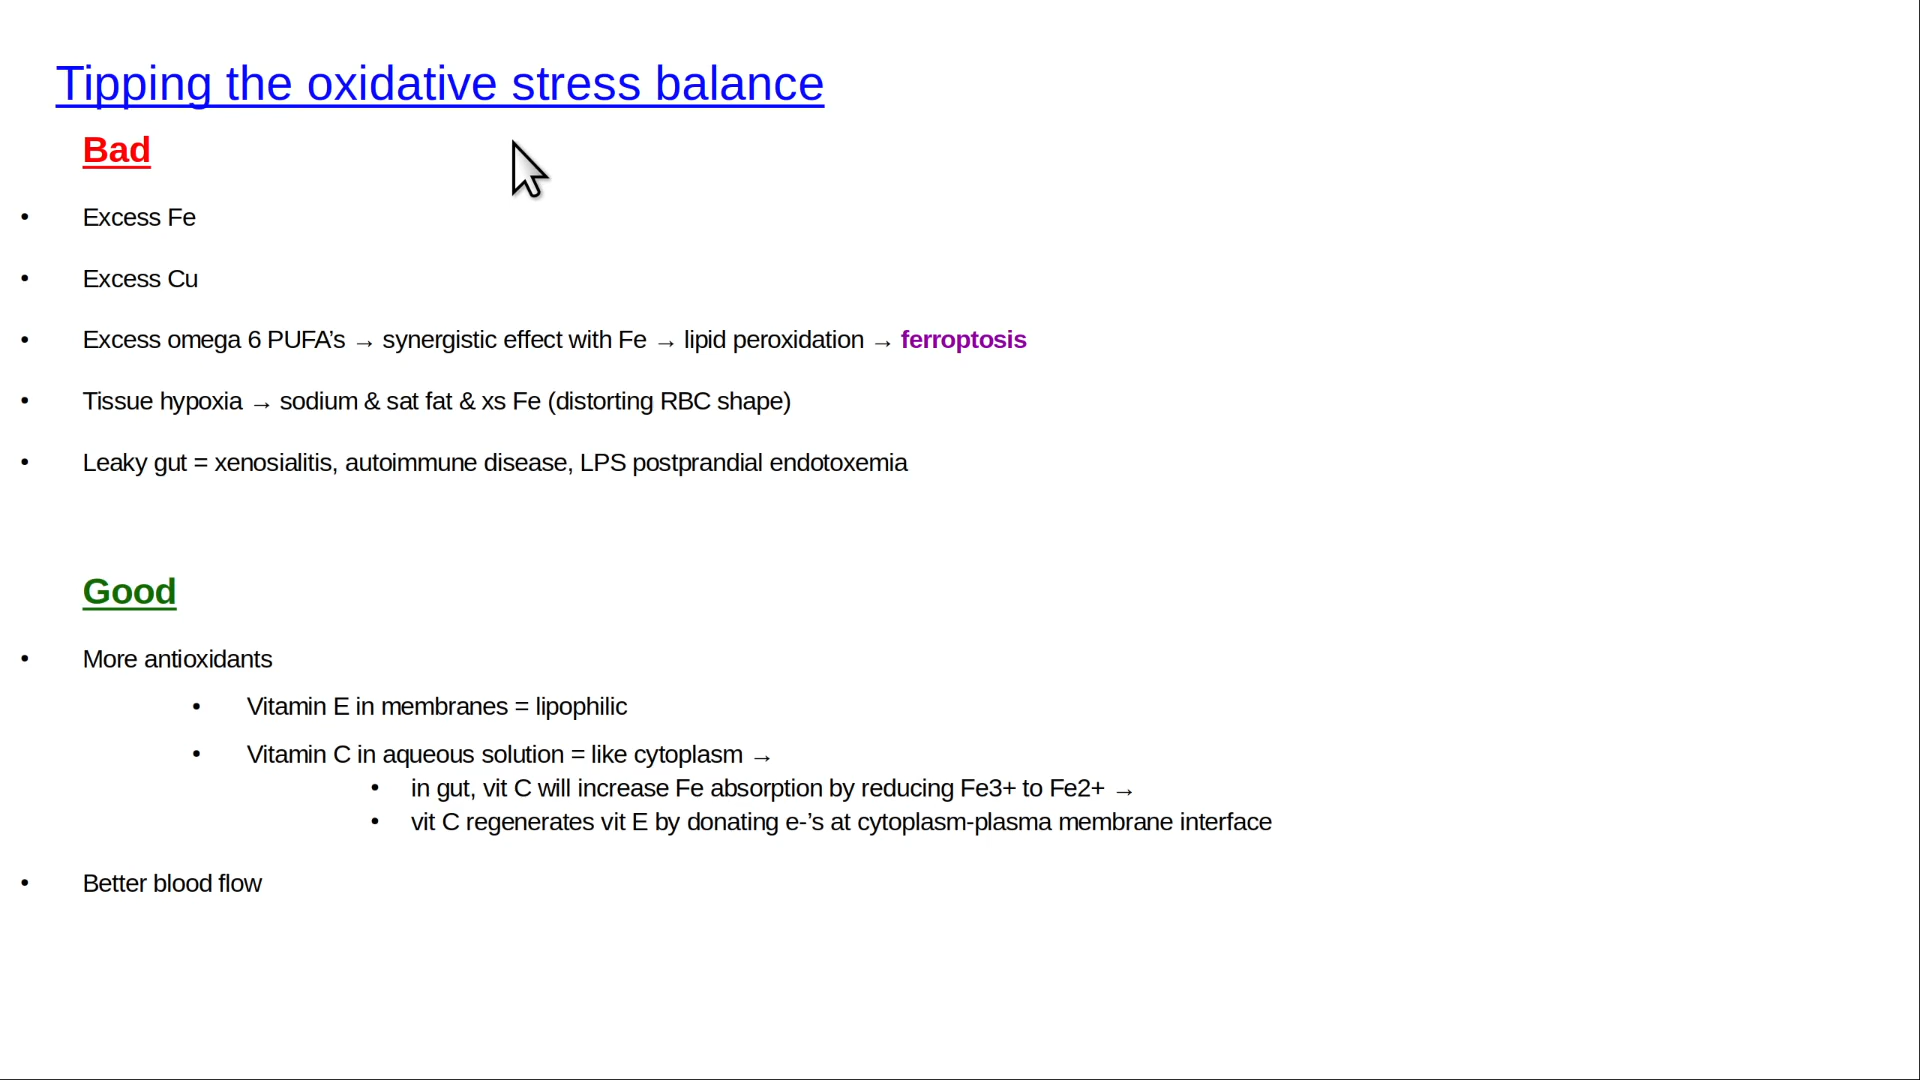 Tipping the oxidative stress balance
Bad
• Excess Fe
• Excess Cu
• Excess omega 6 PUFA’s → synergistic effect with Fe → lipid peroxidation → ferroptosis
• Tissue hypoxia → sodium & sat fat & xs Fe (distorting RBC shape)
• Leaky gut = xenosialitis, autoimmune disease, LPS postprandial endotoxemia
Good
• More antioxidants
• Vitamin E in membranes = lipophilic
• Vitamin C in aqueous solution = like cytoplasm →
• in gut, vit C will increase Fe absorption by reducing Fe3+ to Fe2+ →
• vit C regenerates vit E by donating e-’s at cytoplasm-plasma membrane interface
• Better blood flow